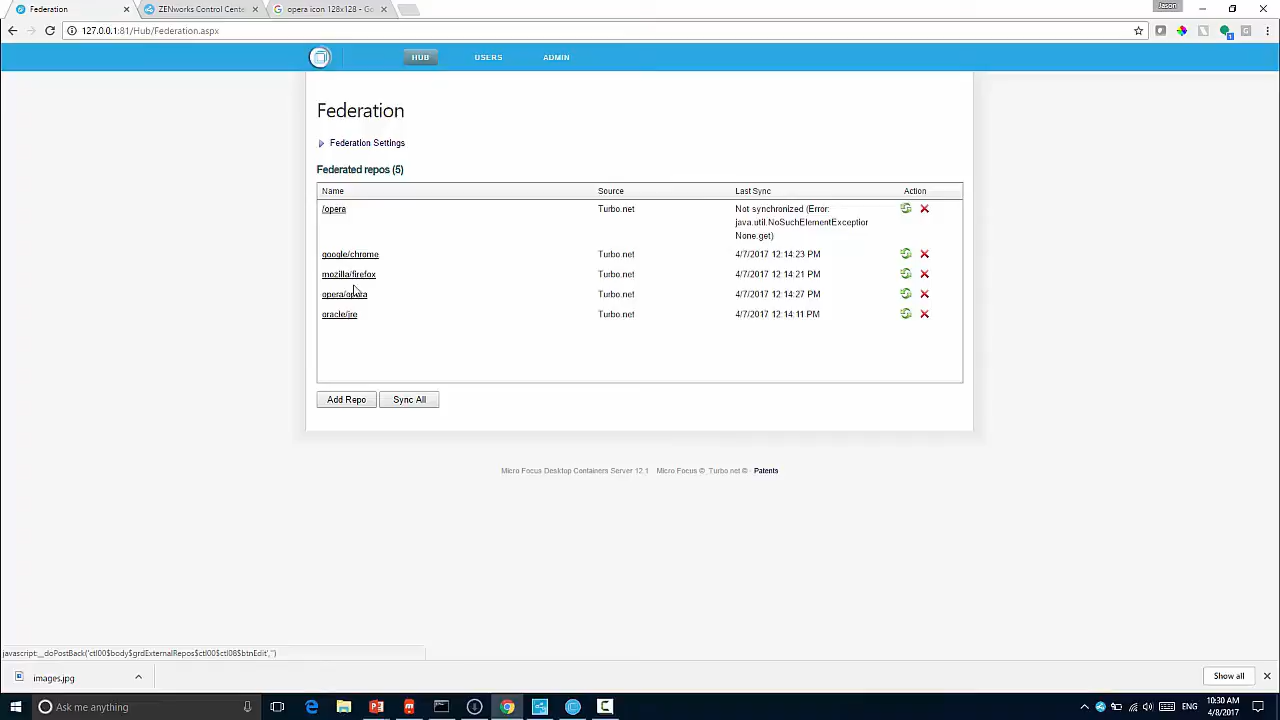 Federation
ZENworks Control Cente
opera icon 128x128 - Go
Jason
127.0.0.1:81/Hub/Federation.aspx
HUB USERS ADMIN
Federation
Federation Settings
Federated repos (5)
Name Source Last Sync Action
/opera Turbo.net Not synchronized (Error:
java.util.NoSuchElementException
None.get)
google/chrome Turbo.net 4/7/2017 12:14:23 PM
mozilla/firefox Turbo.net 4/7/2017 12:14:21 PM
opera/opera Turbo.net 4/7/2017 12:14:27 PM
oracle/jre Turbo.net 4/7/2017 12:14:11 PM
Add Repo Sync All
Micro Focus Desktop Containers Server 12.1 Micro Focus © Turbo.net © · Patents
javascript:__doPostBack('ctl00$body$grdExternalRepos$ctl00$ctl08$btnEdit','')
images.jpg
Show all
Ask me anything
ENG
10:30 AM
4/8/2017